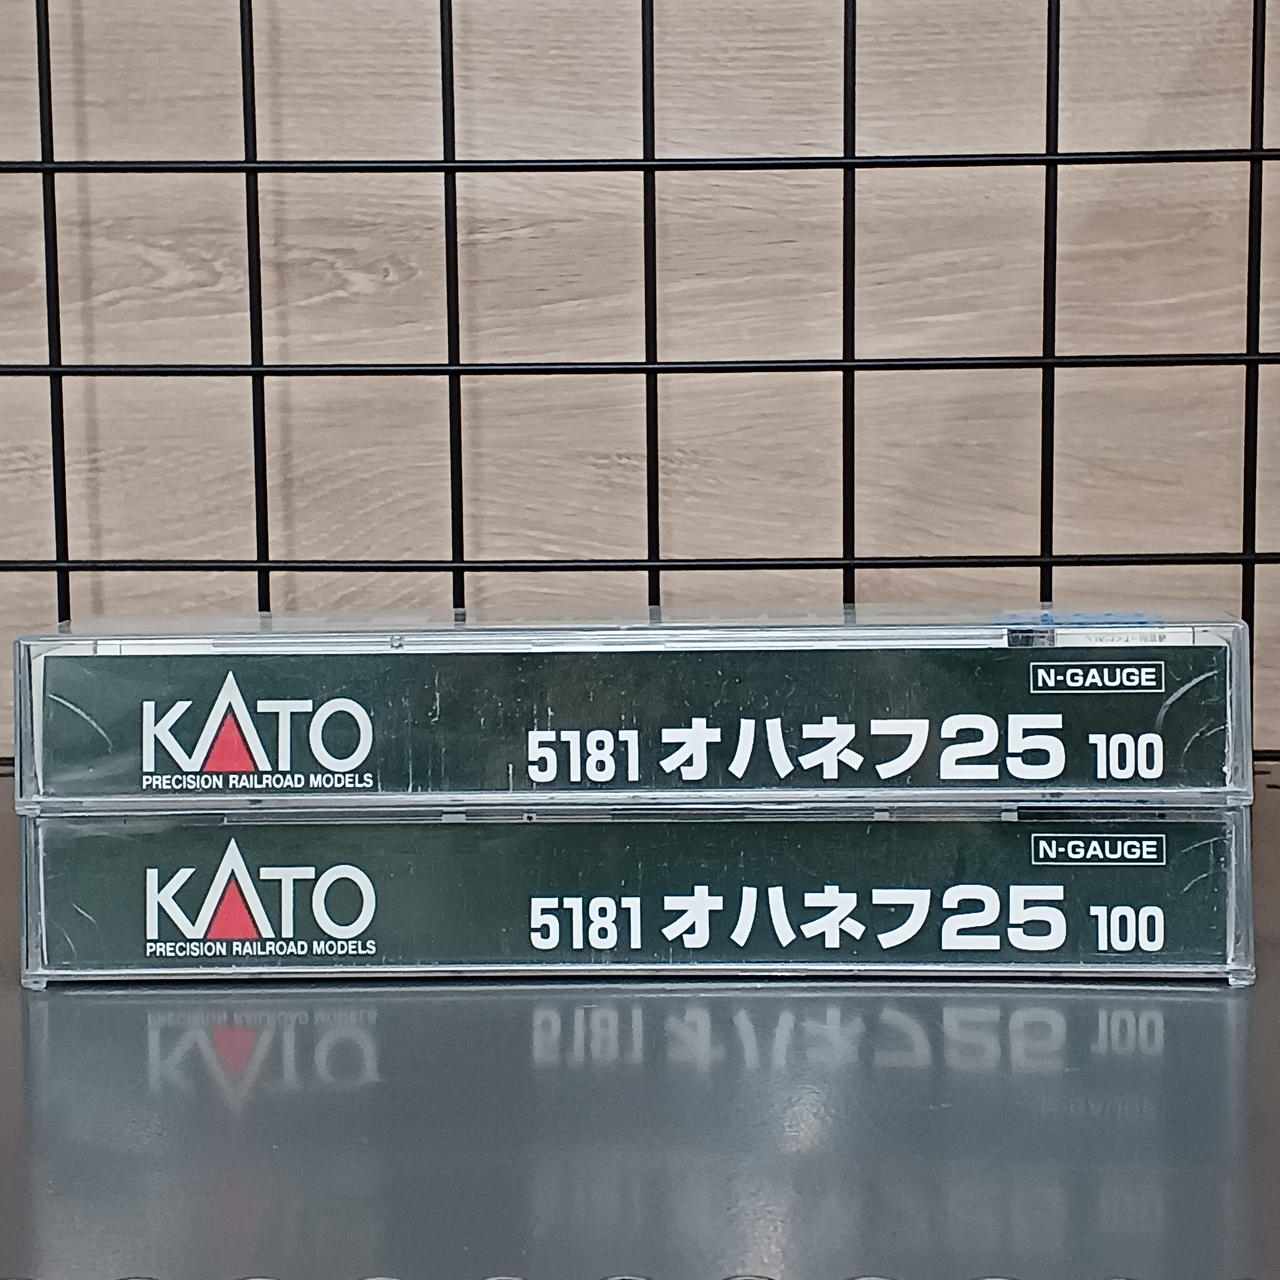 N-GAUGE
KATO 5181 オハネフ25 100
PRECISION RAILROAD MODELS
N-GAUGE
KATO 5181 オハネフ25 100
PRECISION RAILROAD MODELS